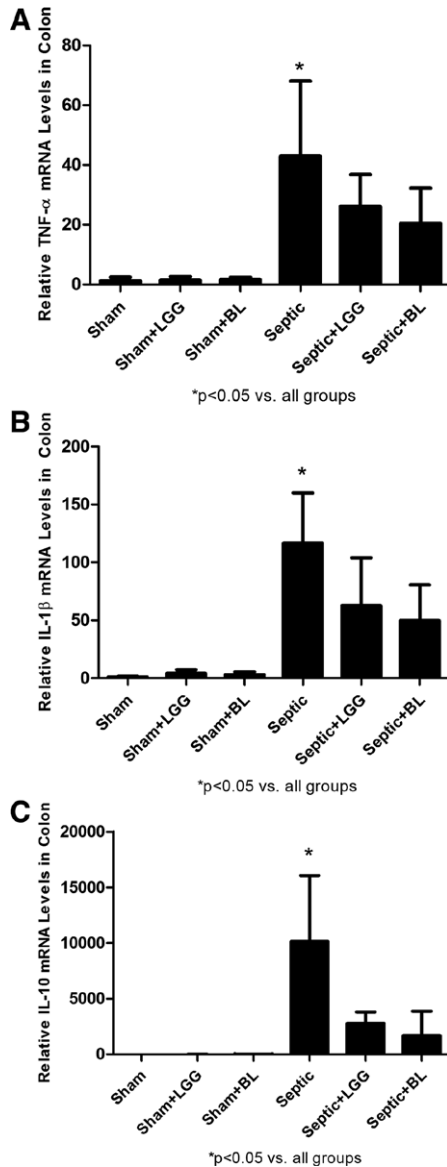 A
Relative TNF-α mRNA Levels in Colon
80
60
40
20
0
*
Sham
Sham+LGG
Sham+BL
Septic
Septic+LGG
Septic+BL
*p<0.05 vs. all groups
B
Relative IL-1β mRNA Levels in Colon
200
150
100
50
0
*
Sham
Sham+LGG
Sham+BL
Septic
Septic+LGG
Septic+BL
*p<0.05 vs. all groups
C
Relative IL-10 mRNA Levels in Colon
20000
15000
10000
5000
0
*
Sham
Sham+LGG
Sham+BL
Septic
Septic+LGG
Septic+BL
*p<0.05 vs. all groups